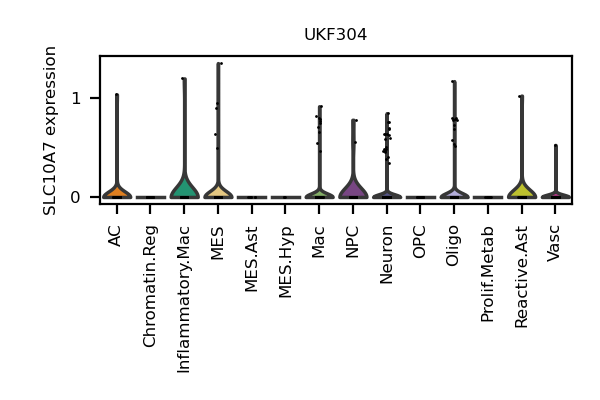 UKF304
SLC10A7 expression
1
0
AC
Chromatin.Reg
Inflammatory.Mac
MES
MES.Ast
MES.Hyp
Mac
NPC
Neuron
OPC
Oligo
Prolif.Metab
Reactive.Ast
Vasc